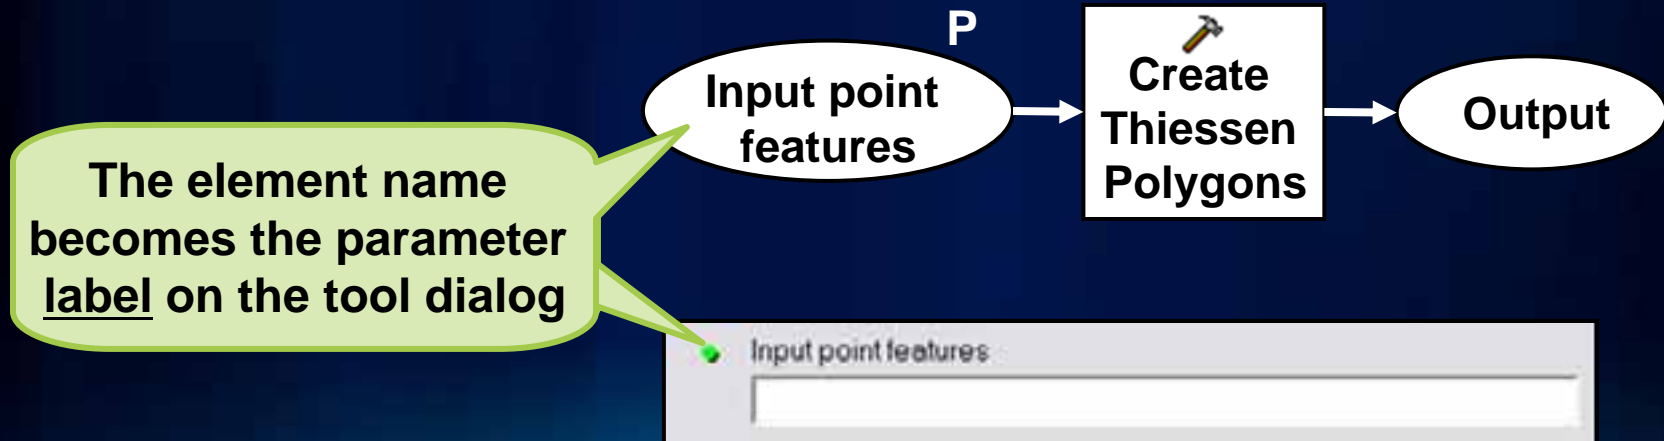 P
Input point
features
Create
Thiessen
Polygons
Output
The element name
becomes the parameter
label on the tool dialog
Input point features